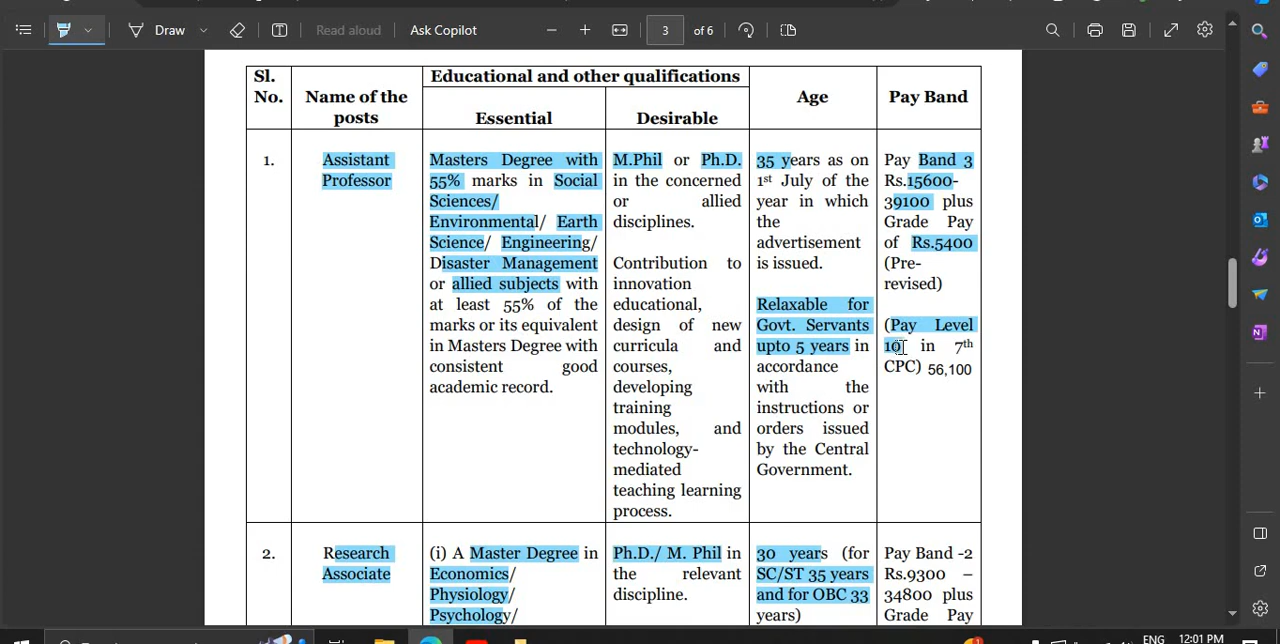 Draw
Read aloud
Ask Copilot
3
of 6
Sl.
No.
Name of the
posts
Educational and other qualifications
Essential
Desirable
Age
Pay Band
1.
Assistant
Professor
Masters Degree with
55% marks in Social
Sciences/
Environmental/ Earth
Science/ Engineering/
Disaster Management
or allied subjects with
at least 55% of the
marks or its equivalent
in Masters Degree with
consistent good
academic record.
M.Phil or Ph.D.
in the concerned
or allied
disciplines.
Contribution to
innovation
educational,
design of new
curricula and
courses,
developing
training
modules, and
technology-
mediated
teaching learning
process.
35 years as on
1st July of the
year in which
the
advertisement
is issued.
Relaxable for
Govt. Servants
upto 5 years in
accordance
with the
instructions or
orders issued
by the Central
Government.
Pay Band 3
Rs.15600-
39100 plus
Grade Pay
of Rs.5400
(Pre-
revised)
(Pay Level
10 in 7th
CPC) 56,100
2.
Research
Associate
(i) A Master Degree in
Economics/
Physiology/
Psychology/
Ph.D./ M. Phil in
the relevant
discipline.
30 years (for
SC/ST 35 years
and for OBC 33
years)
Pay Band -2
Rs.9300 –
34800 plus
Grade Pay
ENG
12:01 PM